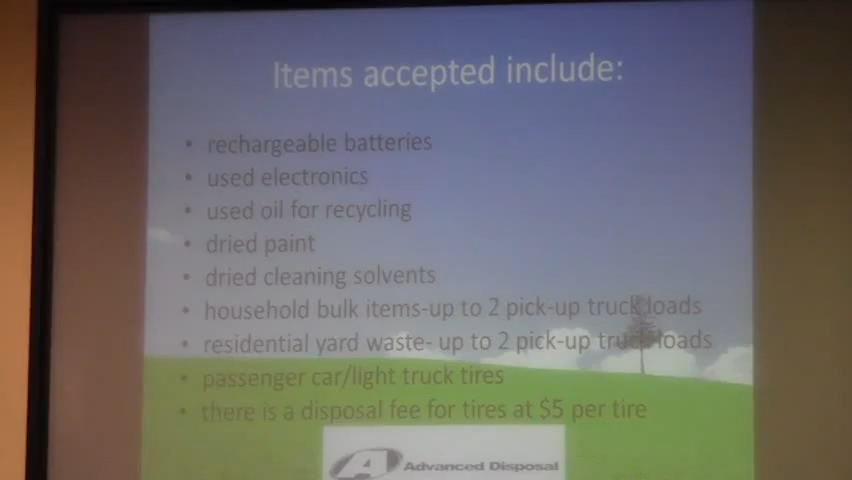 Items accepted include:
• rechargeable batteries
• used electronics
• used oil for recycling
• dried paint
• dried cleaning solvents
• household bulk items-up to 2 pick-up truck loads
• residential yard waste- up to 2 pick-up truck loads
• passenger car/light truck tires
• there is a disposal fee for tires at $5 per tire
A Advanced Disposal